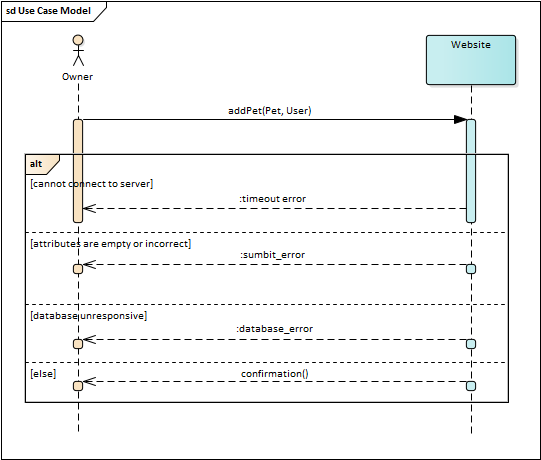 sd Use Case Model
Owner
Website
addPet(Pet, User)
alt
[cannot connect to server]
:timeout error
[attributes are empty or incorrect]
:sumbit_error
[database unresponsive]
:database_error
[else]
confirmation()